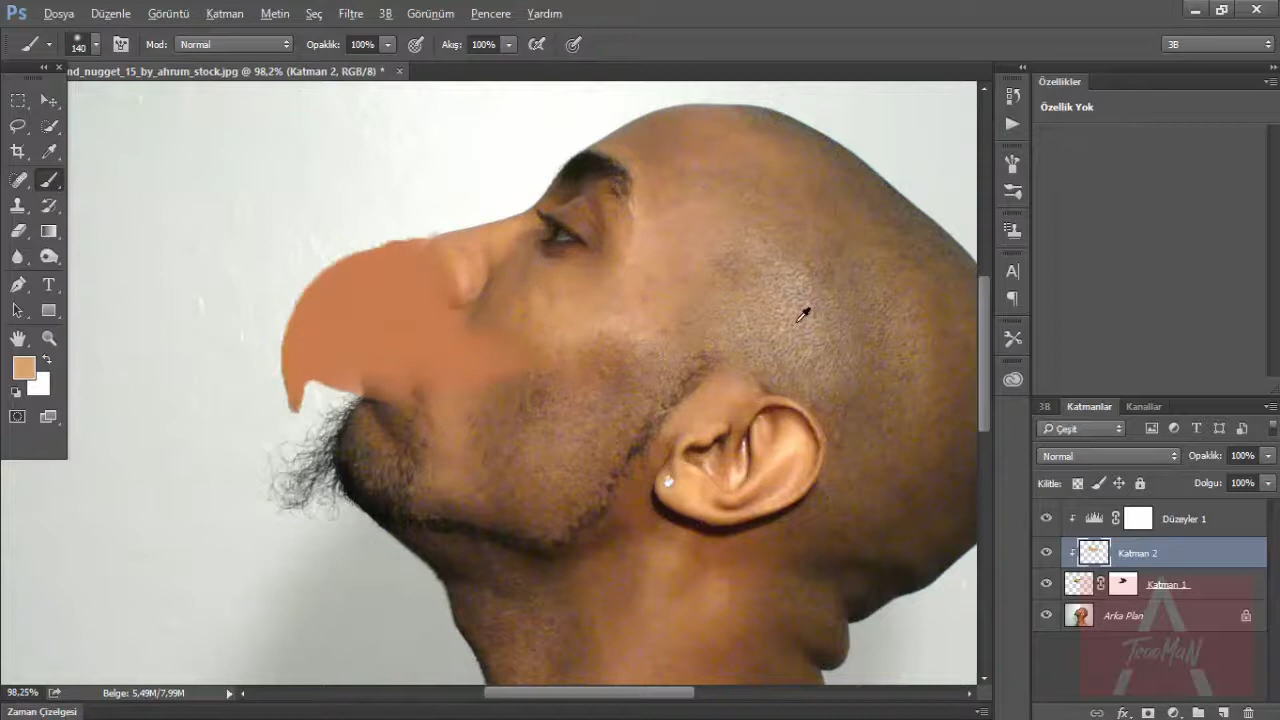 Ps Dosya Düzenle Görüntü Katman Metin Seç Filtre 3B Görünüm Pencere Yardım
140 Mod: Normal Opaklik: 100% Akış: 100% 3B
nd_nugget_15_by_ahrum_stock.jpg @ 98,2% (Katman 2, RGB/8) *
Özellikler
Özellik Yok
3B Katmanlar Kanallar
Çeşit
Normal Opaklık: 100%
Kilitle: Dolgu: 100%
Düzeyler 1
Katman 2
Katman 1
Arka Plan
TeaoMaN
98,25% Belge: 5,49M/7,99M
Zaman Çizelgesi